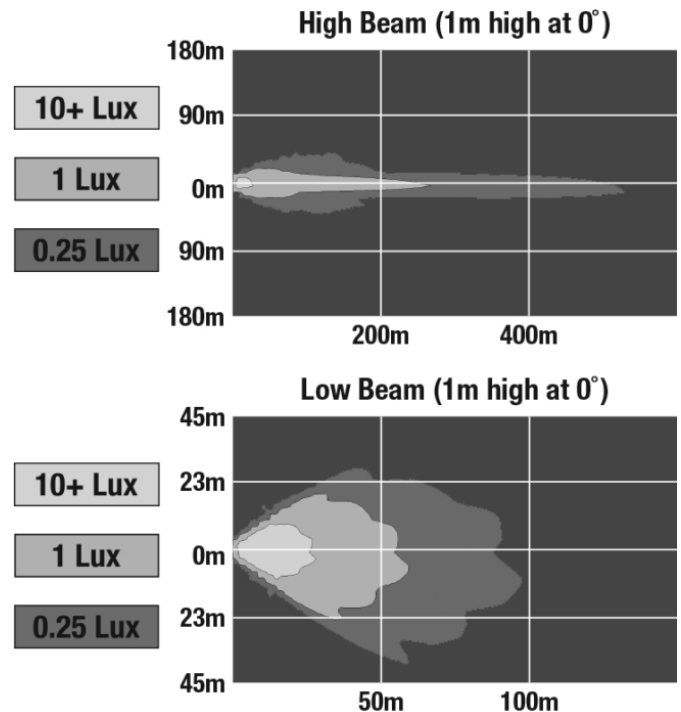 High Beam (1m high at 0°)
10+ Lux
1 Lux
0.25 Lux
180m
90m
0m
90m
180m
200m
400m
Low Beam (1m high at 0°)
10+ Lux
1 Lux
0.25 Lux
45m
23m
0m
23m
45m
50m
100m